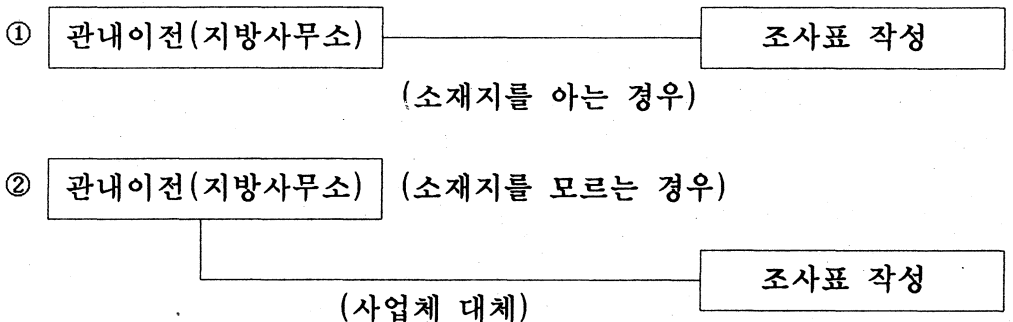 ① 관내이전(지방사무소) 조사표 작성
(소재지를 아는 경우)
② 관내이전(지방사무소) (소재지를 모르는 경우)
조사표 작성
(사업체 대체)